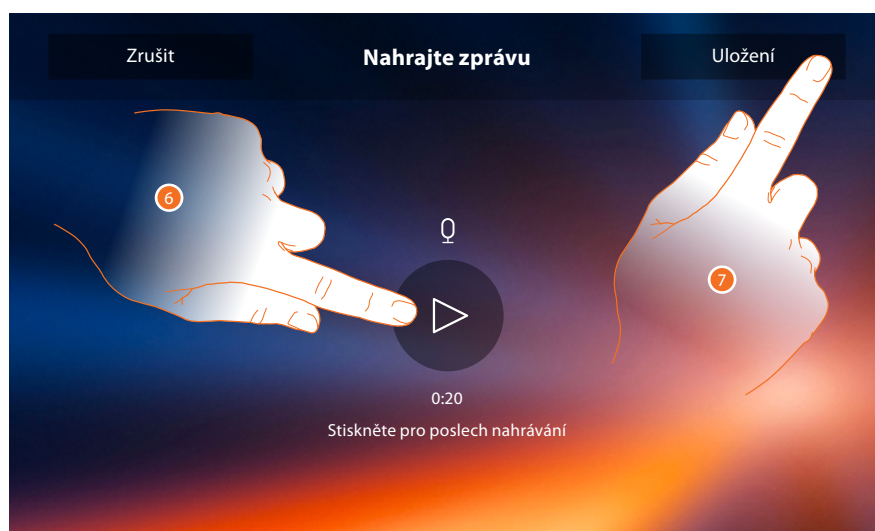 Zrušit
Nahrajte zprávu
Uložení
6
7
0:20
Stiskněte pro poslech nahrávání